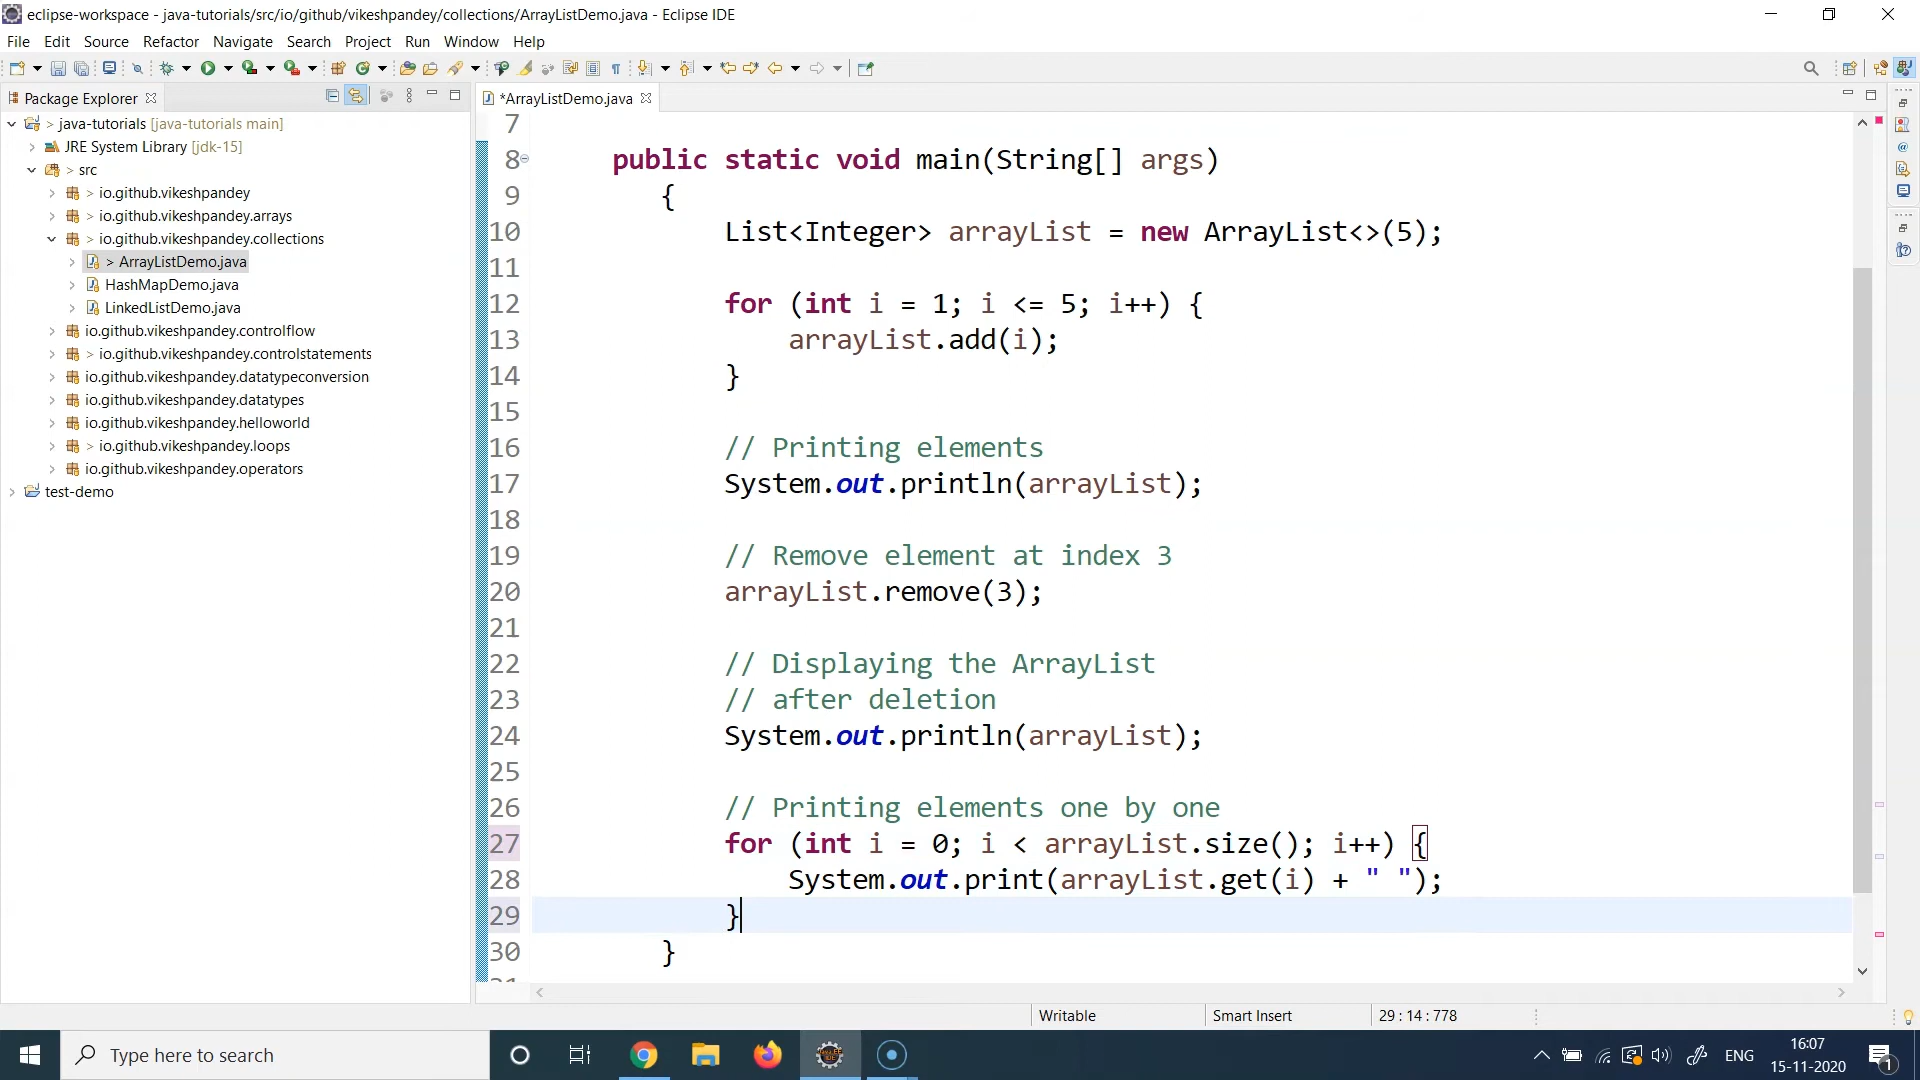 eclipse-workspace - java-tutorials/src/io/github/vikeshpandey/collections/ArrayListDemo.java - Eclipse IDE
File Edit Source Refactor Navigate Search Project Run Window Help
Package Explorer
*ArrayListDemo.java
> java-tutorials [java-tutorials main]
JRE System Library [jdk-15]
> src
> io.github.vikeshpandey
> io.github.vikeshpandey.arrays
> io.github.vikeshpandey.collections
> ArrayListDemo.java
HashMapDemo.java
LinkedListDemo.java
io.github.vikeshpandey.controlflow
> io.github.vikeshpandey.controlstatements
io.github.vikeshpandey.datatypeconversion
io.github.vikeshpandey.datatypes
io.github.vikeshpandey.helloworld
> io.github.vikeshpandey.loops
io.github.vikeshpandey.operators
test-demo
7
8 public static void main(String[] args)
9 {
10 List<Integer> arrayList = new ArrayList<>(5);
11
12 for (int i = 1; i <= 5; i++) {
13 arrayList.add(i);
14 }
15
16 // Printing elements
17 System.out.println(arrayList);
18
19 // Remove element at index 3
20 arrayList.remove(3);
21
22 // Displaying the ArrayList
23 // after deletion
24 System.out.println(arrayList);
25
26 // Printing elements one by one
27 for (int i = 0; i < arrayList.size(); i++) {
28 System.out.print(arrayList.get(i) + " ");
29 }
30 }
Writable Smart Insert 29 : 14 : 778
Type here to search
ENG
16:07
15-11-2020
1